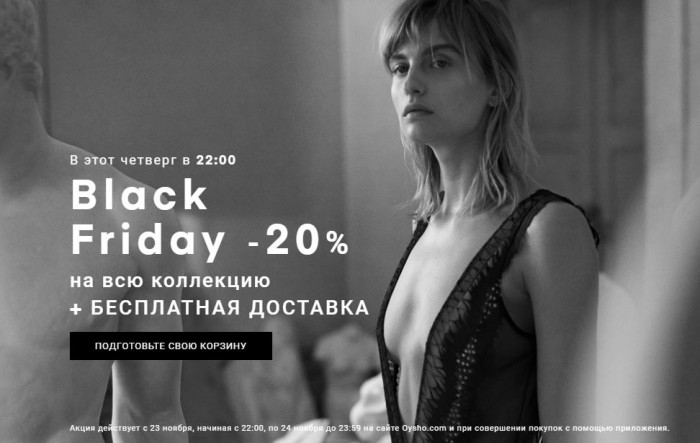 В этот четверг в 22:00
Black
Friday -20%
на всю коллекцию
+ БЕСПЛАТНАЯ ДОСТАВКА
ПОДГОТОВЬТЕ СВОЮ КОРЗИНУ
Акция действует с 23 ноября, начиная с 22:00, по 24 ноября до 23:59 на сайте Oysho.com и при совершении покупок с помощью приложения.